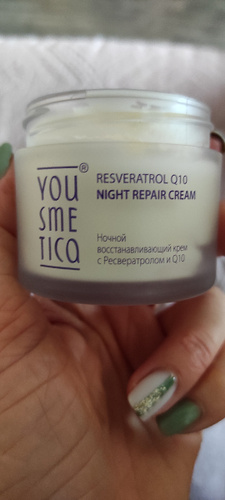 YOU
SME
TICA®
RESVERATROL Q10
NIGHT REPAIR CREAM
Ночной
восстанавливающий крем
с Ресвератролом и Q10